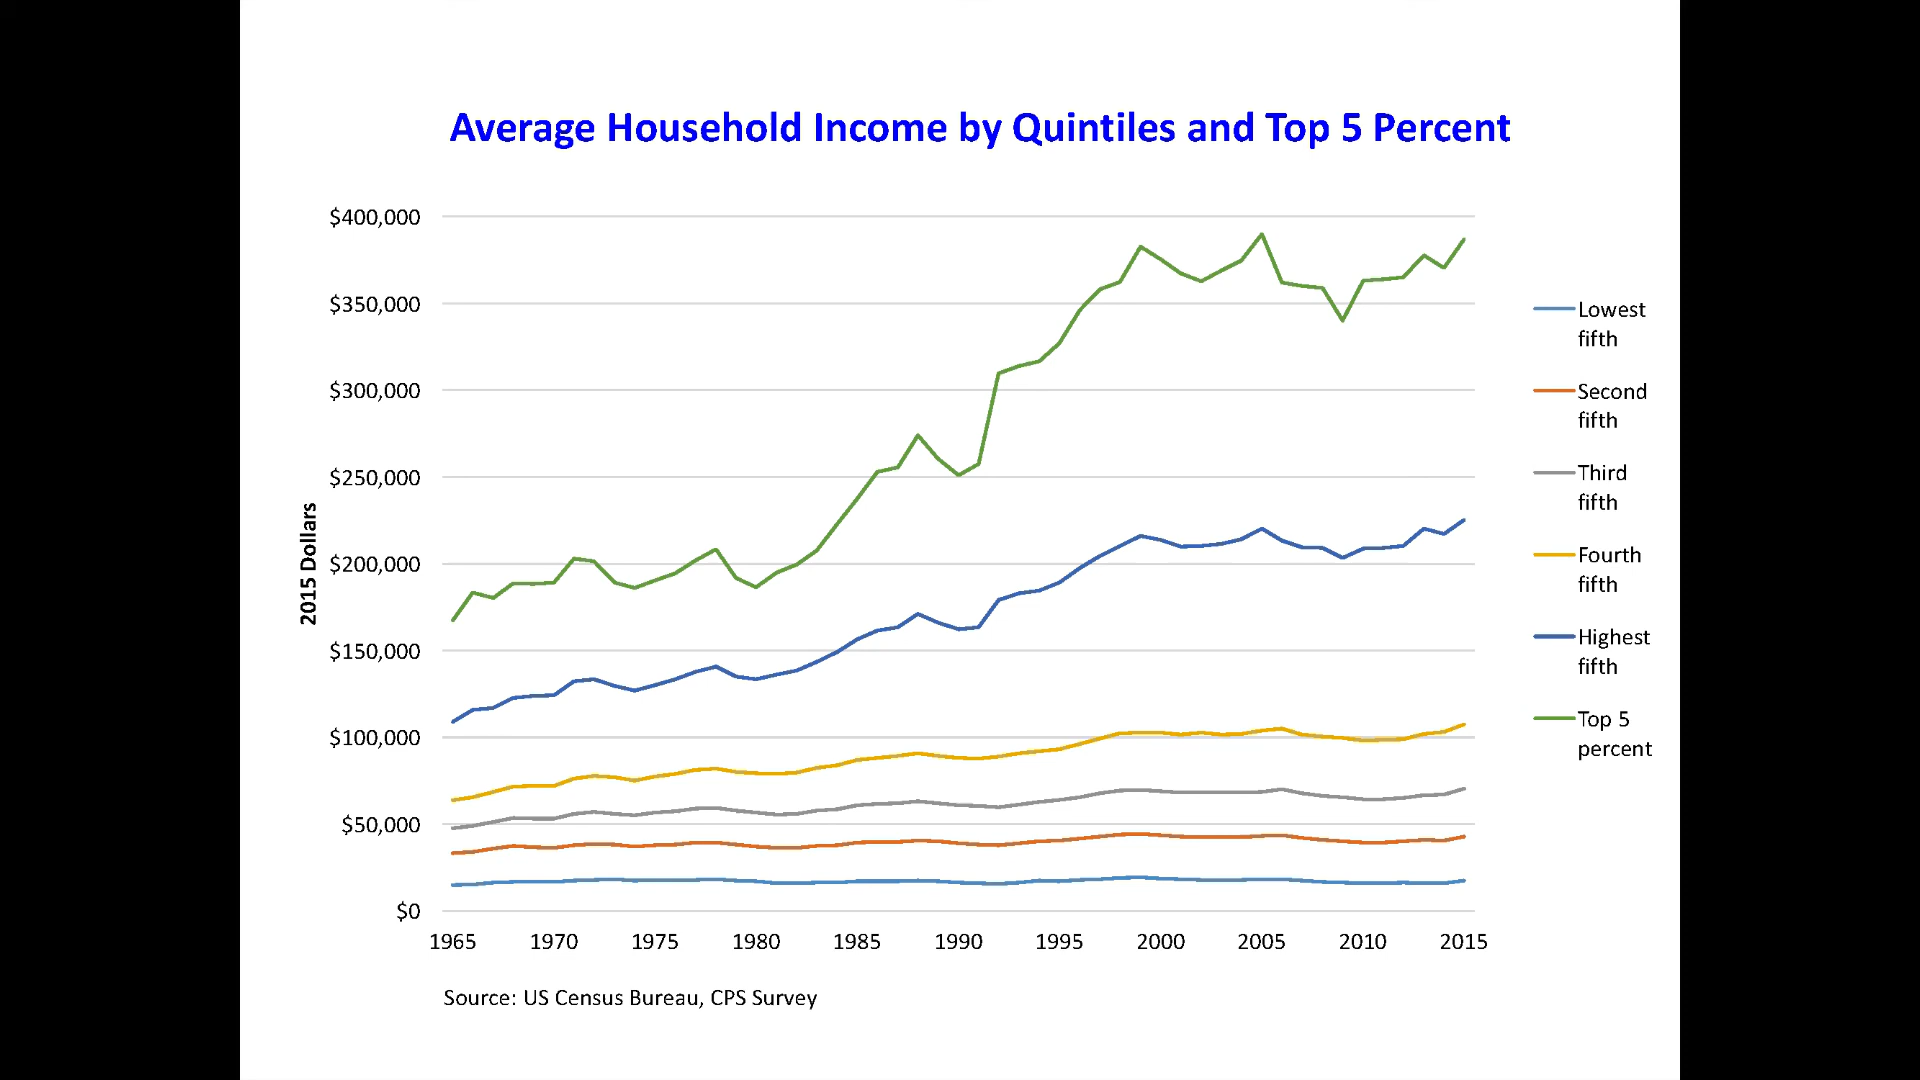 Average Household Income by Quintiles and Top 5 Percent
$400,000
$350,000
$300,000
$250,000
$200,000
$150,000
$100,000
$50,000
$0
2015 Dollars
1965 1970 1975 1980 1985 1990 1995 2000 2005 2010 2015
Lowest
fifth
Second
fifth
Third
fifth
Fourth
fifth
Highest
fifth
Top 5
percent
Source: US Census Bureau, CPS Survey